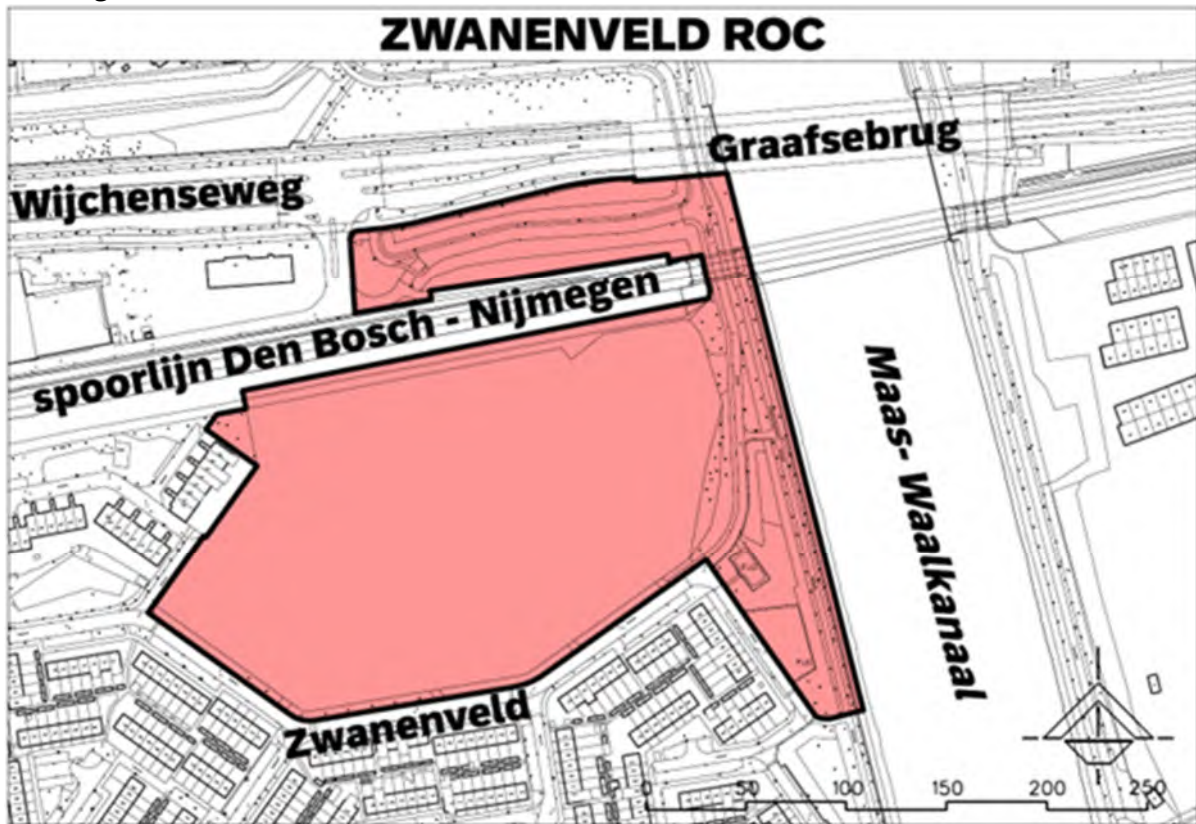 ZWANENVELD ROC
Graafsebrug
Wijchenseweg
spoorlijn Den Bosch - Nijmegen
Maas- Waalkanaal
Zwanenveld
0 50 100 150 200 250